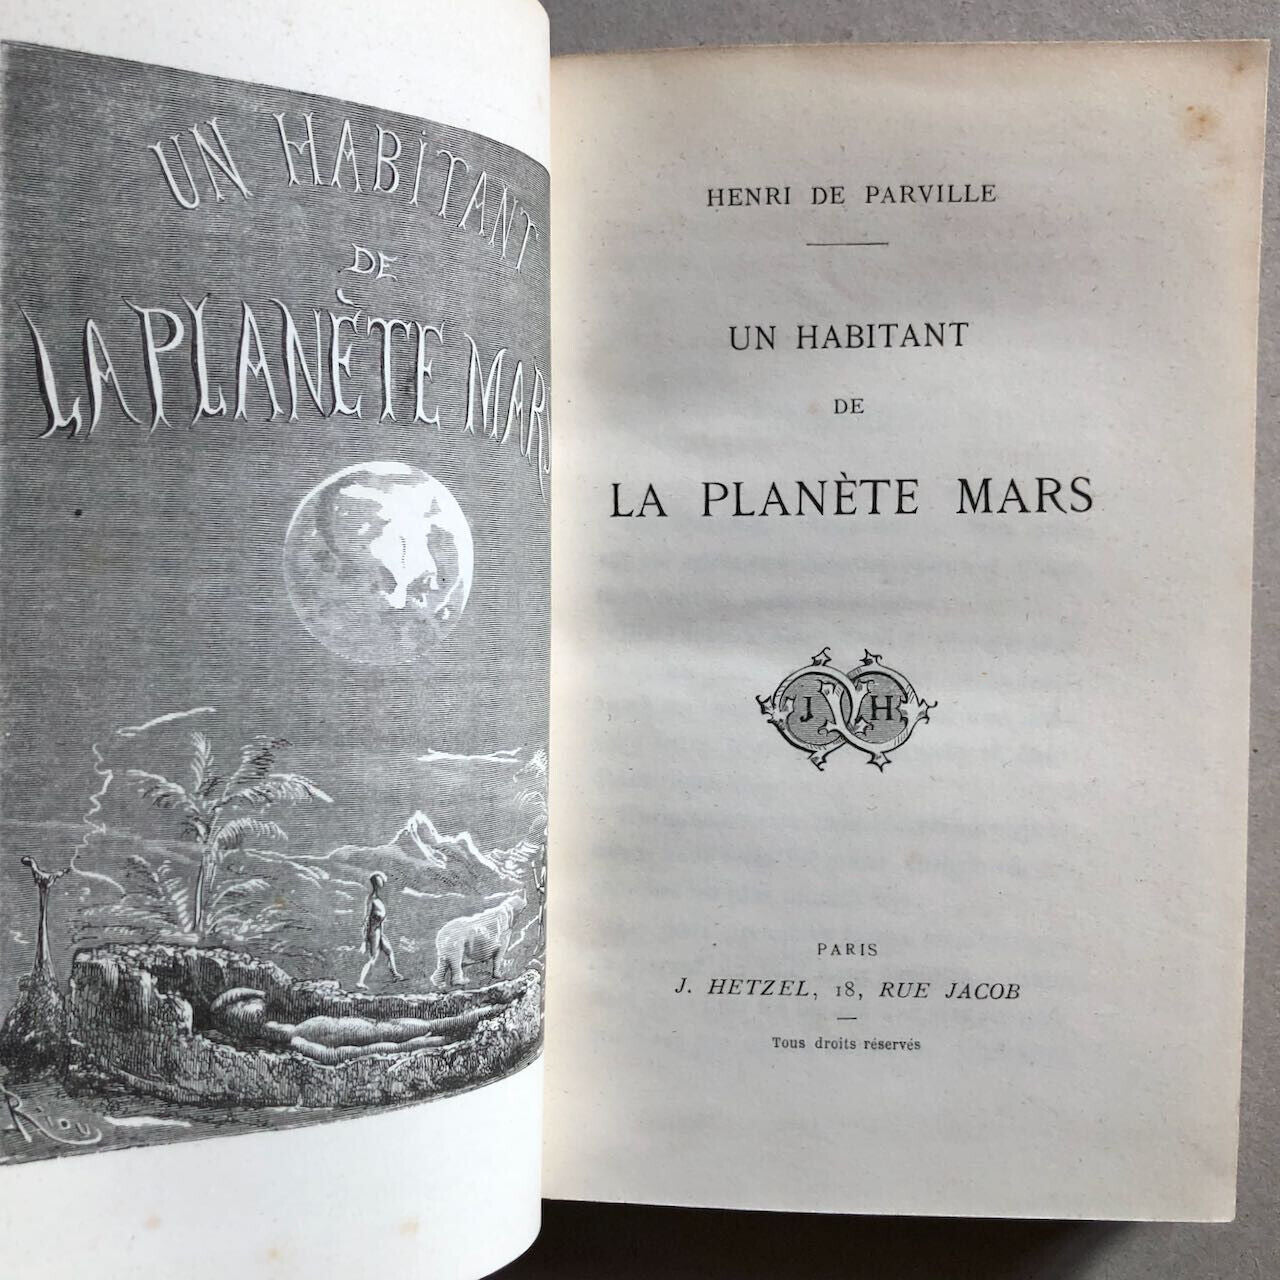 UN HABITANT
DE
LA PLANÈTE MARS
Riou
HENRI DE PARVILLE
UN HABITANT
DE
LA PLANÈTE MARS
J H
PARIS
J. HETZEL, 18, RUE JACOB
Tous droits réservés